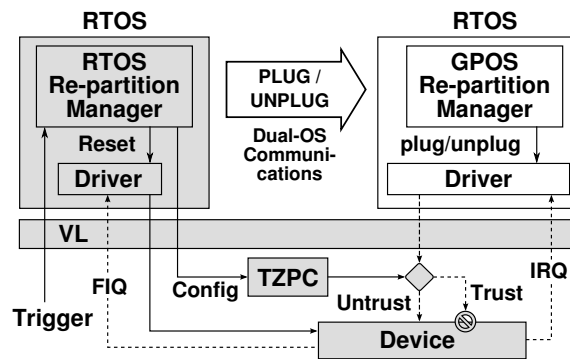 RTOS
RTOS
Re-partition
Manager
Reset
Driver
PLUG /
UNPLUG
Dual-OS
Communi-
cations
RTOS
GPOS
Re-partition
Manager
plug/unplug
Driver
VL
FIQ
Config
TZPC
IRQ
Untrust
Trust
Trigger
Device